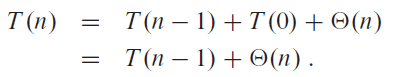 T(n) = T(n − 1) + T(0) + Θ(n)
= T(n − 1) + Θ(n) .